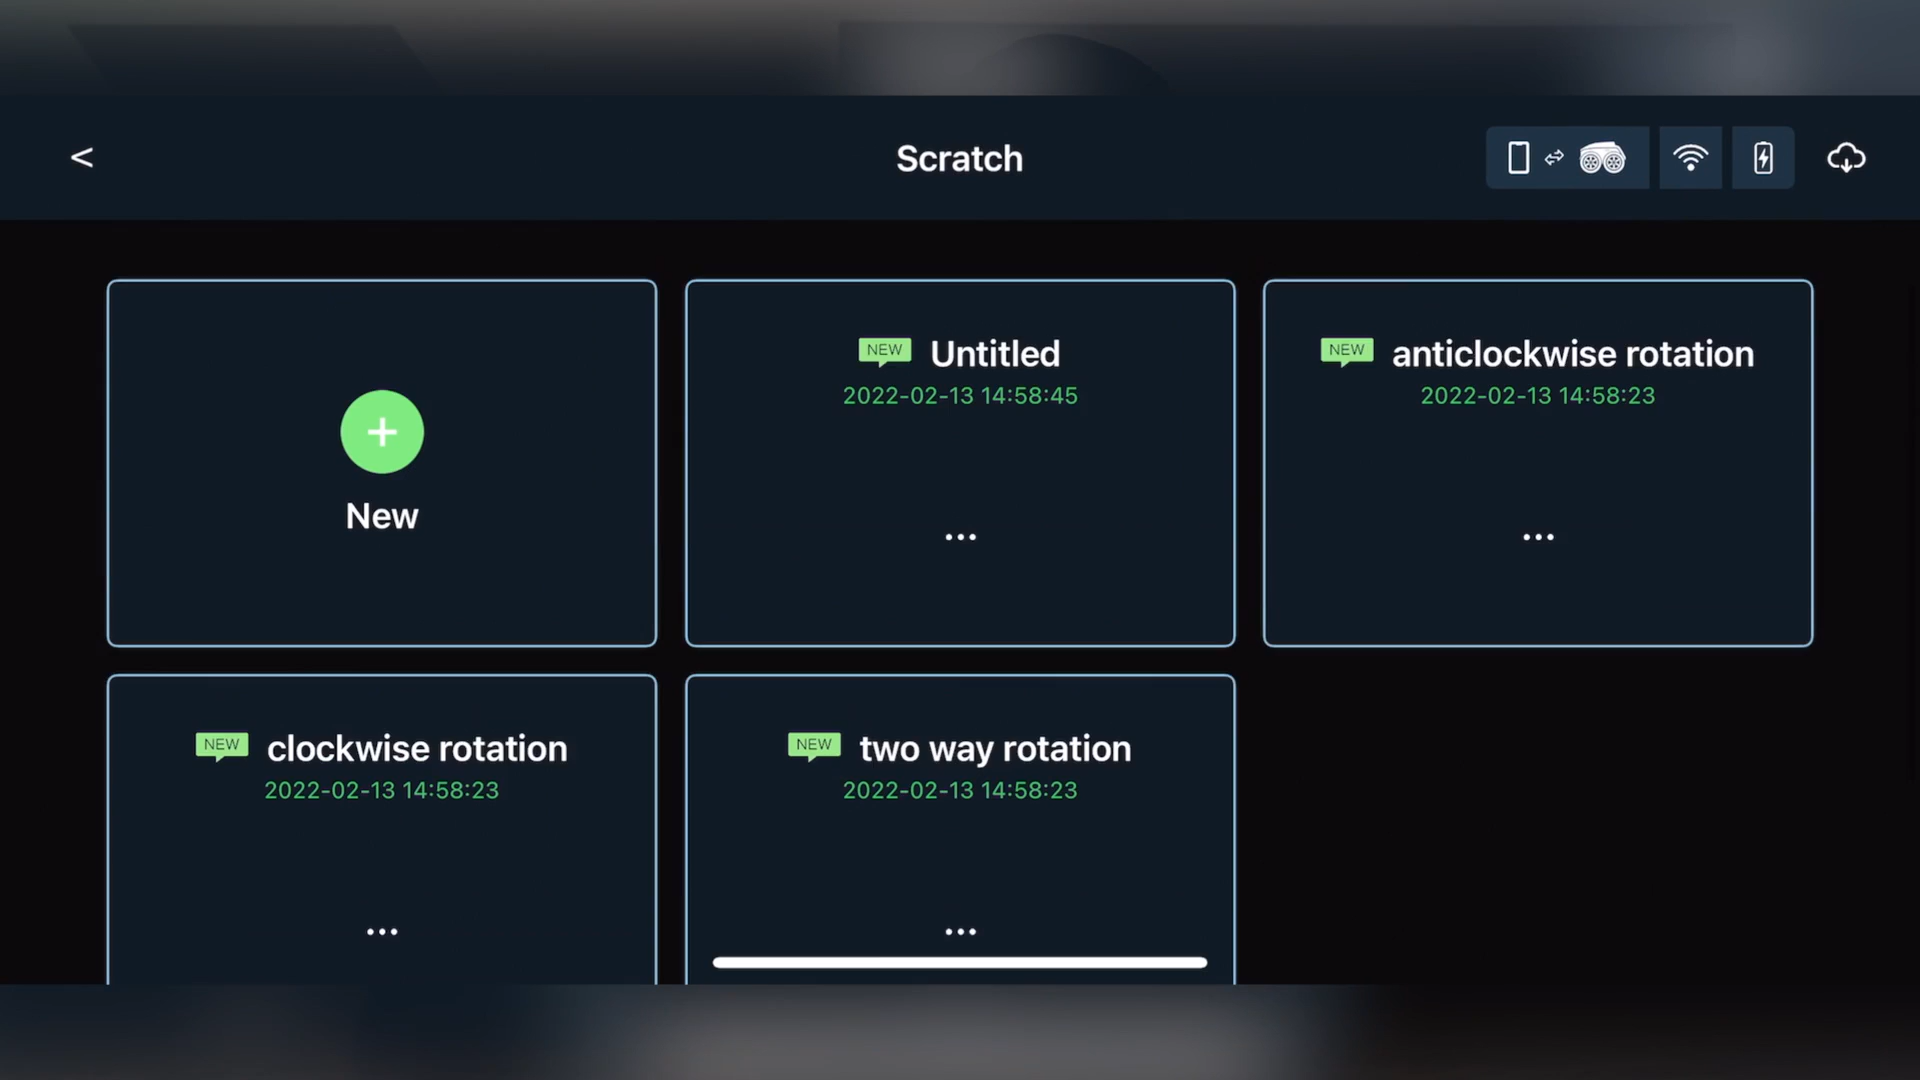 <
Scratch
New
NEW Untitled
2022-02-13 14:58:45
...
NEW anticlockwise rotation
2022-02-13 14:58:23
...
NEW clockwise rotation
2022-02-13 14:58:23
...
NEW two way rotation
2022-02-13 14:58:23
...